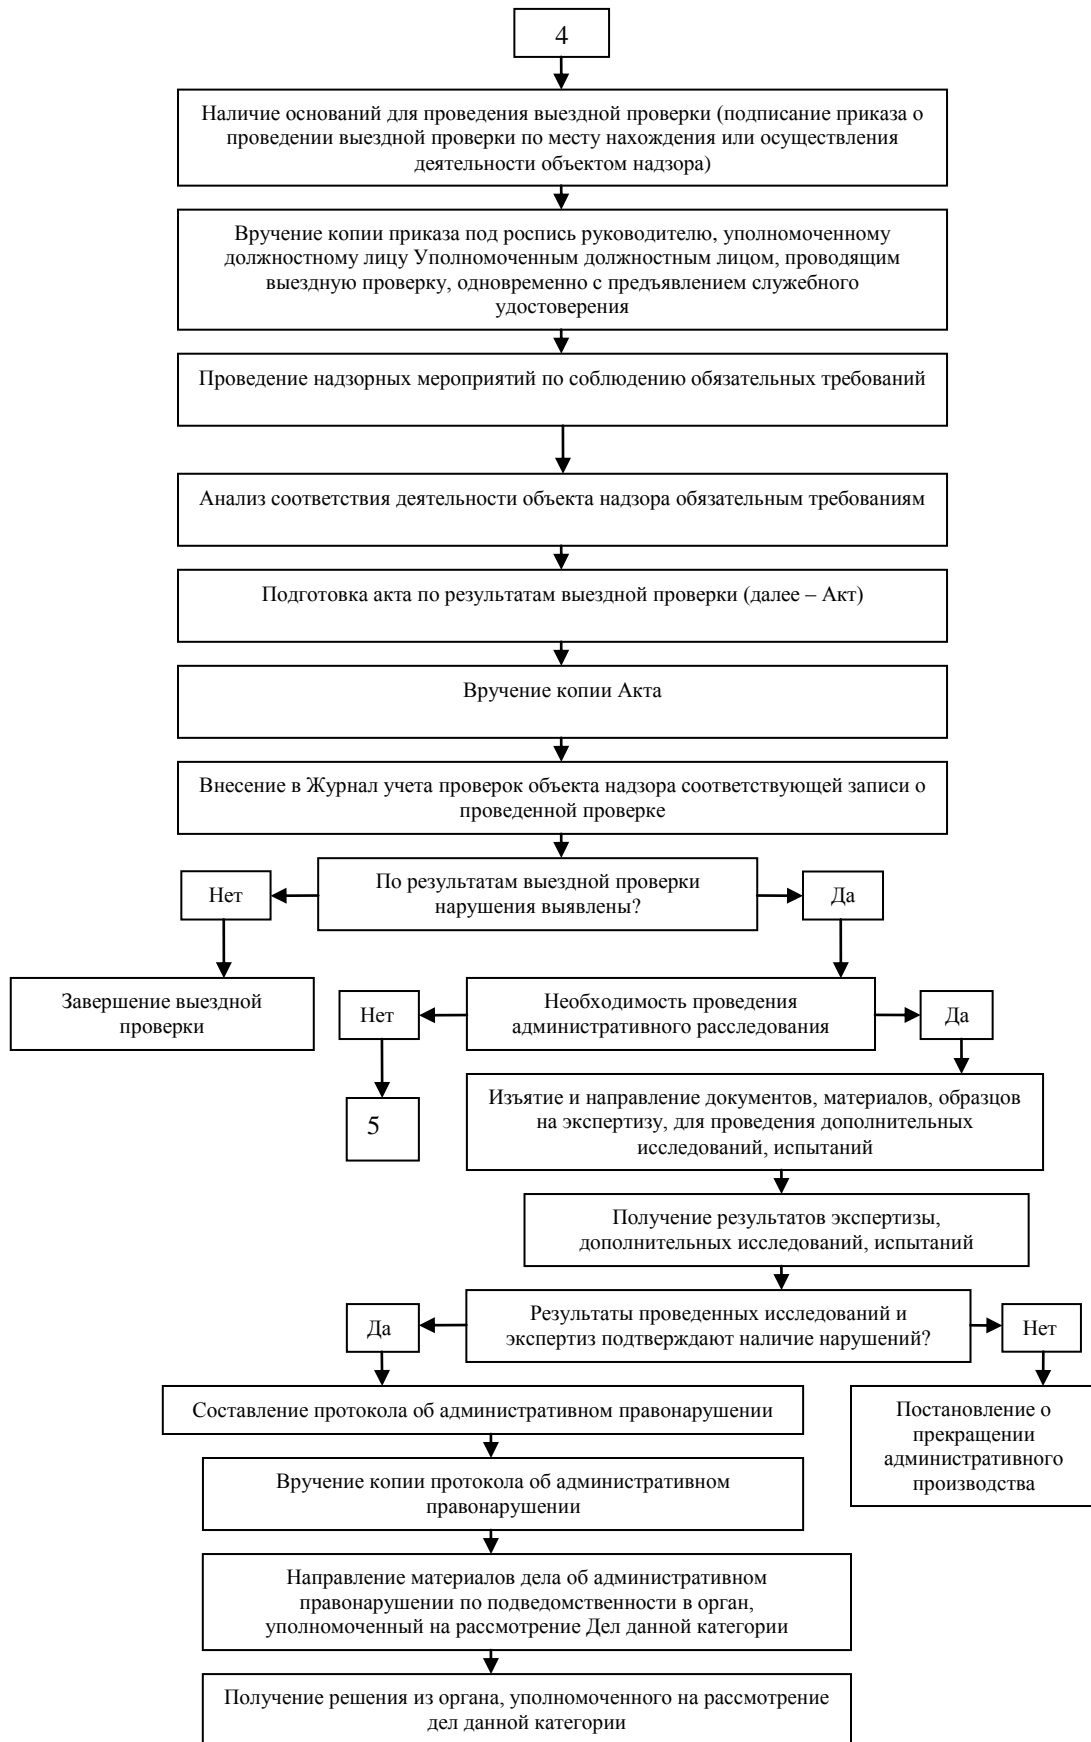 4
Наличие оснований для проведения выездной проверки (подписание приказа о
проведении выездной проверки по месту нахождения или осуществления
деятельности объектом надзора)
Вручение копии приказа под роспись руководителю, уполномоченному
должностному лицу Уполномоченным должностным лицом, проводящим
выездную проверку, одновременно с предъявлением служебного
удостоверения
Проведение надзорных мероприятий по соблюдению обязательных требований
Анализ соответствия деятельности объекта надзора обязательным требованиям
Подготовка акта по результатам выездной проверки (далее – Акт)
Вручение копии Акта
Внесение в Журнал учета проверок объекта надзора соответствующей записи о
проведенной проверке
Нет
По результатам выездной проверки
нарушения выявлены?
Да
Завершение выездной
проверки
Нет
Необходимость проведения
административного расследования
Да
5
Изъятие и направление документов, материалов, образцов
на экспертизу, для проведения дополнительных
исследований, испытаний
Получение результатов экспертизы,
дополнительных исследований, испытаний
Да
Результаты проведенных исследований и
экспертиз подтверждают наличие нарушений?
Нет
Составление протокола об административном правонарушении
Постановление о
прекращении
административного
производства
Вручение копии протокола об административном
правонарушении
Направление материалов дела об административном
правонарушении по подведомственности в орган,
уполномоченный на рассмотрение Дел данной категории
Получение решения из органа, уполномоченного на рассмотрение
дел данной категории